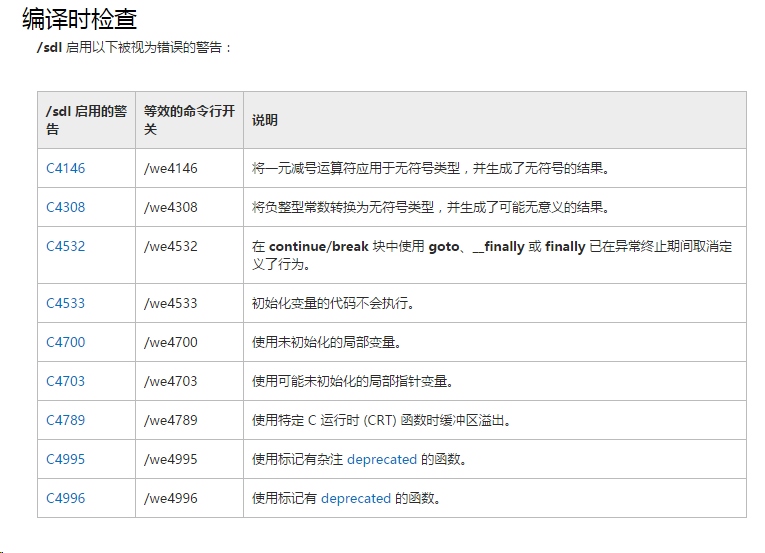 编译时检查
/sdl 启用以下被视为错误的警告：
/sdl 启用的警告
等效的命令行开关
说明
C4146 /we4146 将一元减号运算符应用于无符号类型，并生成了无符号的结果。
C4308 /we4308 将负整型常数转换为无符号类型，并生成了可能无意义的结果。
C4532 /we4532 在 continue/break 块中使用 goto、__finally 或 finally 已在异常终止期间取消定
义了行为。
C4533 /we4533 初始化变量的代码不会执行。
C4700 /we4700 使用未初始化的局部变量。
C4703 /we4703 使用可能未初始化的局部指针变量。
C4789 /we4789 使用特定 C 运行时 (CRT) 函数时缓冲区溢出。
C4995 /we4995 使用标记有杂注 deprecated 的函数。
C4996 /we4996 使用标记有 deprecated 的函数。